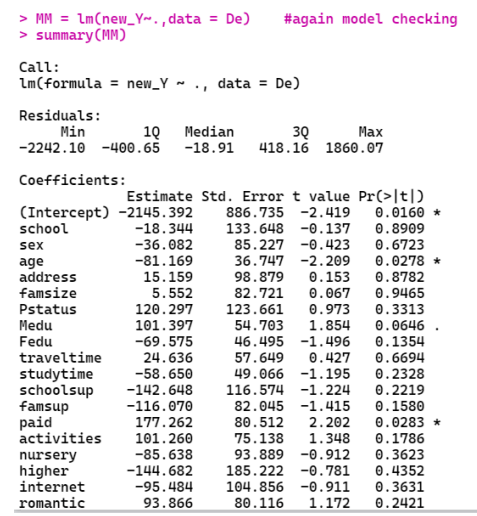 > MM = lm(new_Y~.,data = De)    #again model checking
> summary(MM)
Call:
lm(formula = new_Y ~ ., data = De)
Residuals:
     Min       1Q   Median       3Q      Max
-2242.10  -400.65   -18.91   418.16  1860.07
Coefficients:
             Estimate Std. Error t value Pr(>|t|)
(Intercept) -2145.392    886.735  -2.419   0.0160 *
school        -18.344    133.648  -0.137   0.8909
sex           -36.082     85.227  -0.423   0.6723
age           -81.169     36.747  -2.209   0.0278 *
address        15.159     98.879   0.153   0.8782
famsize         5.552     82.721   0.067   0.9465
Pstatus       120.297    123.661   0.973   0.3313
Medu          101.397     54.703   1.854   0.0646 .
Fedu          -69.575     46.495  -1.496   0.1354
traveltime     24.636     57.649   0.427   0.6694
studytime     -58.650     49.066  -1.195   0.2328
schoolsup    -142.648    116.574  -1.224   0.2219
famsup       -116.070     82.045  -1.415   0.1580
paid          177.262     80.512   2.202   0.0283 *
activities    101.260     75.138   1.348   0.1786
nursery       -85.638     93.889  -0.912   0.3623
higher       -144.682    185.222  -0.781   0.4352
internet      -95.484    104.856  -0.911   0.3631
romantic       93.866     80.116   1.172   0.2421